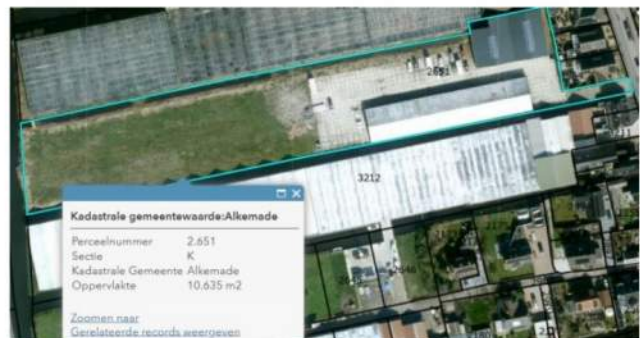 2651
3212
Kadastrale gemeentewaarde:Alkemade
Perceelnummer 2.651
Sectie K
Kadastrale Gemeente Alkemade
Oppervlakte 10.635 m2
Zoomen naar
Gerelateerde records weergeven